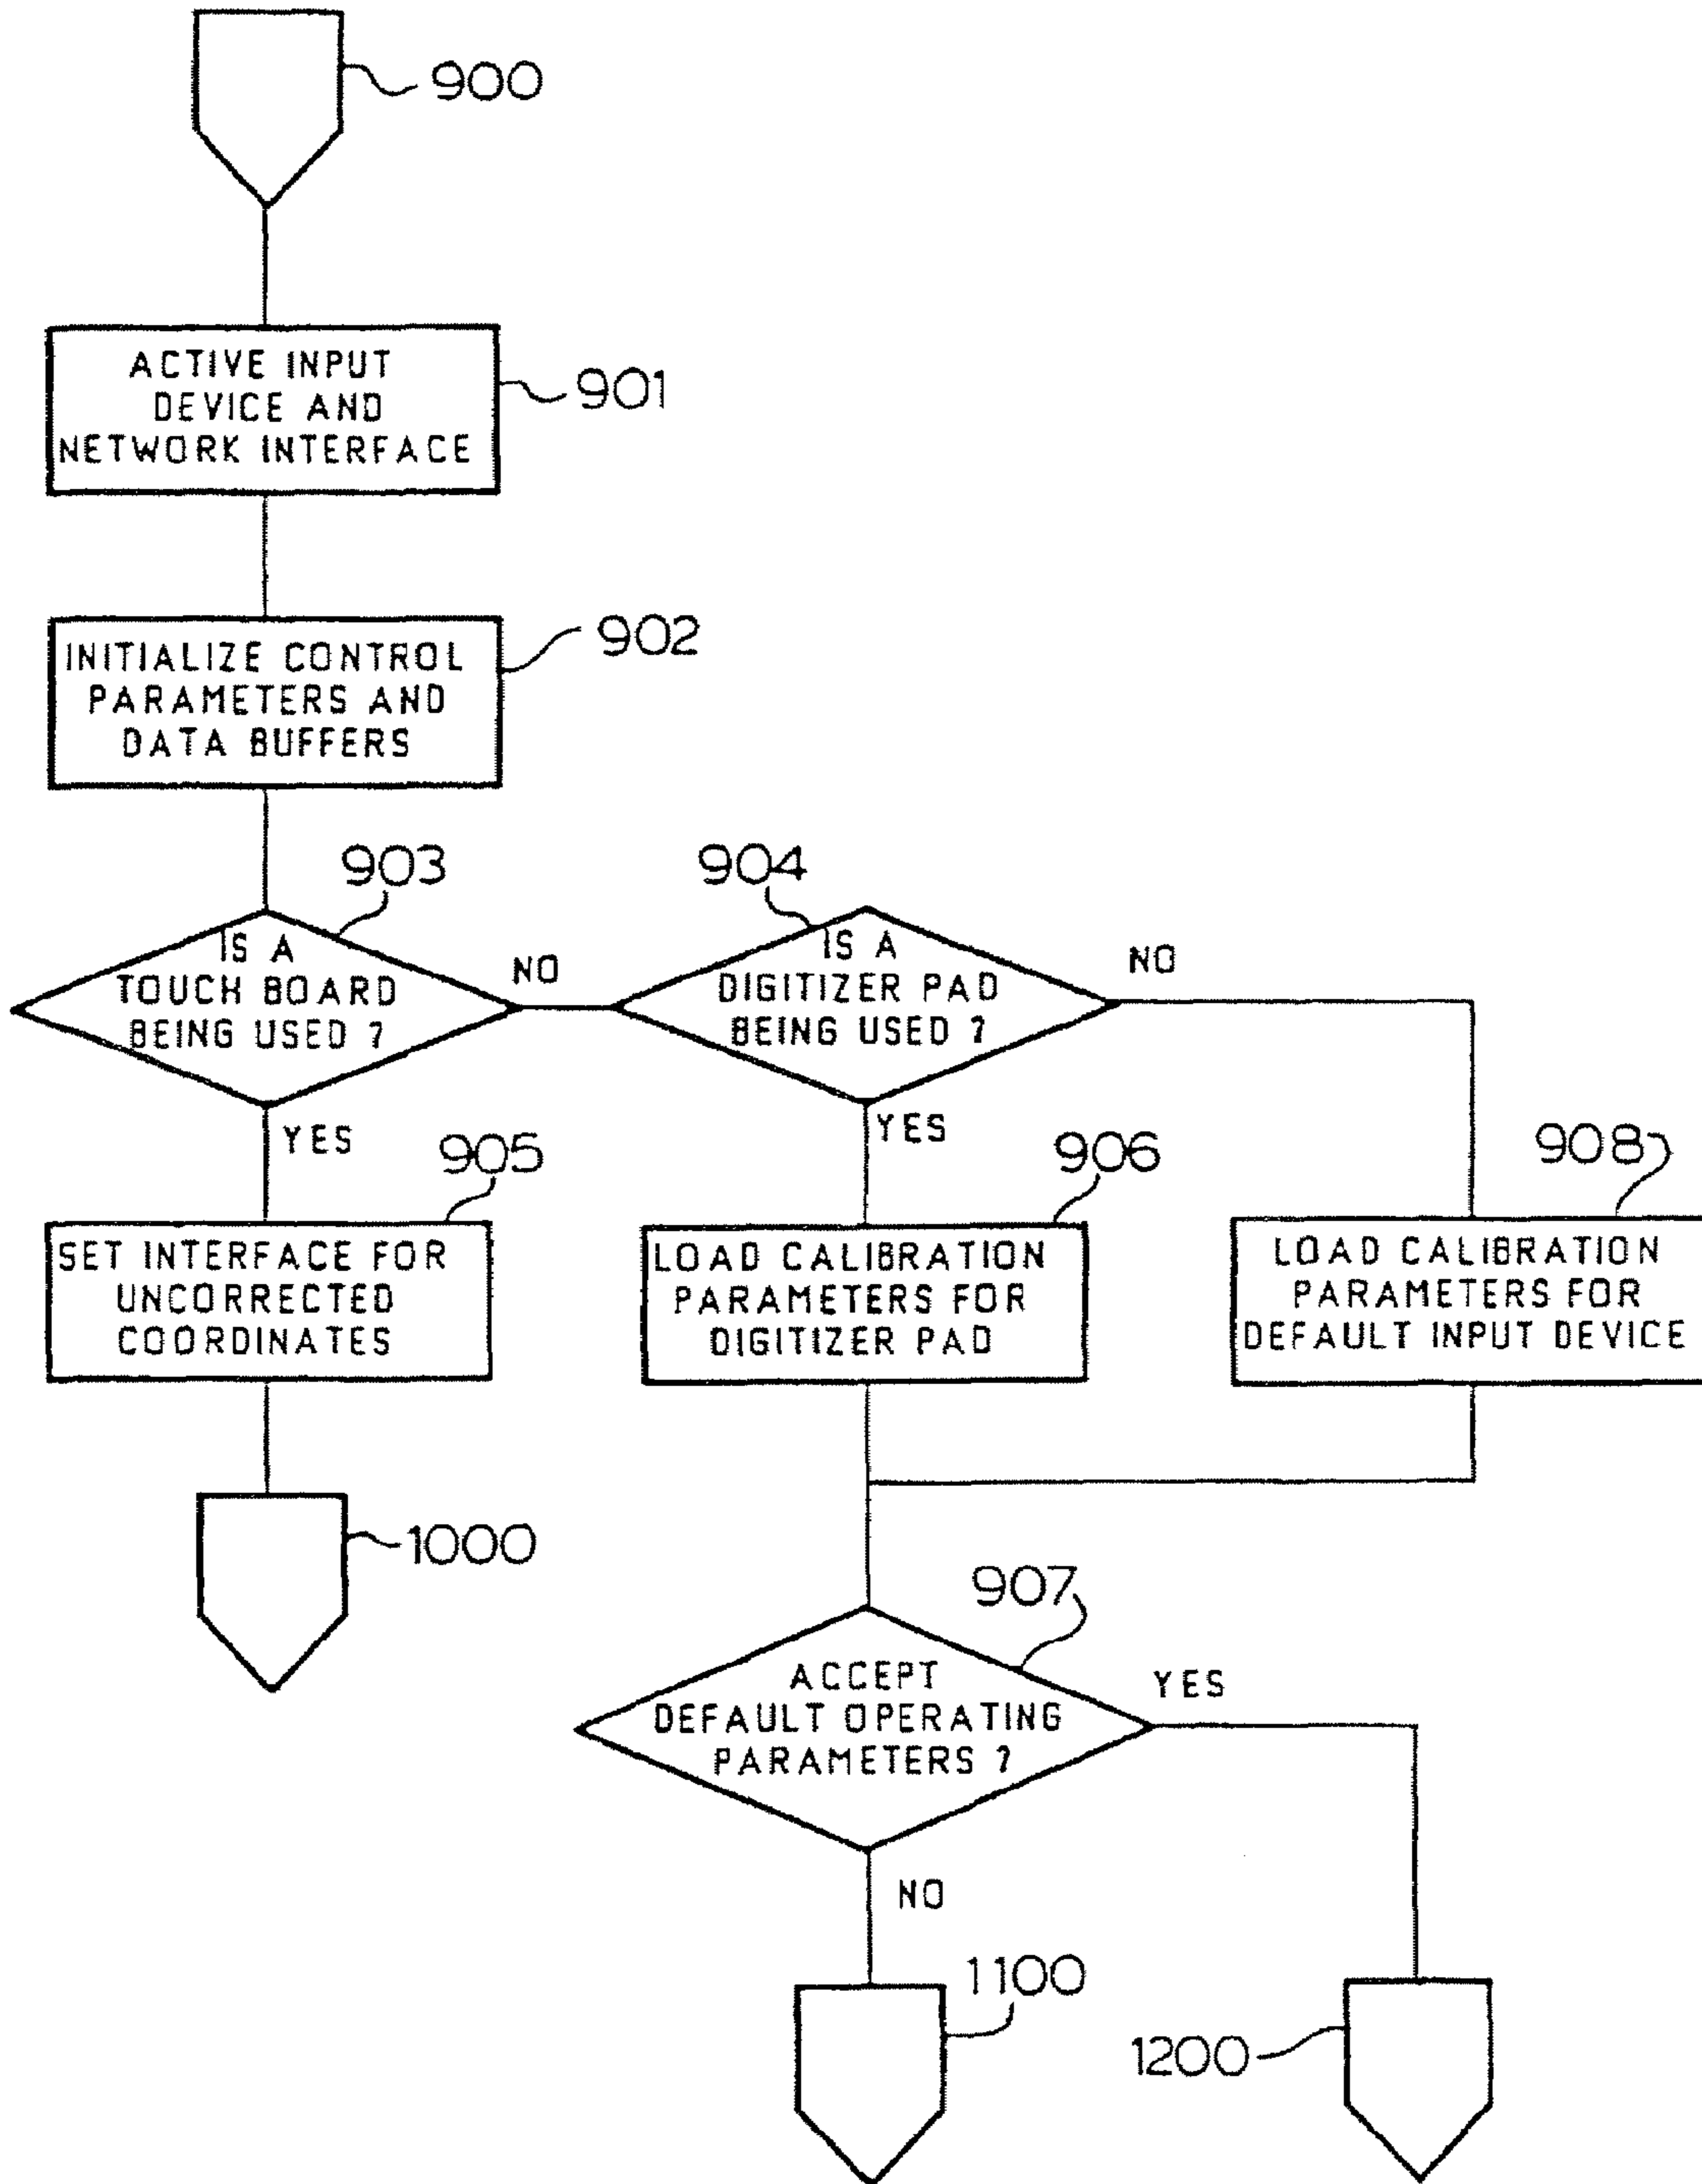 900
ACTIVE INPUT
DEVICE AND
NETWORK INTERFACE
901
INITIALIZE CONTROL
PARAMETERS AND
DATA BUFFERS
902
903
IS A
TOUCH BOARD
BEING USED ?
NO
YES
904
IS A
DIGITIZER PAD
BEING USED ?
NO
YES
905
SET INTERFACE FOR
UNCORRECTED
COORDINATES
906
LOAD CALIBRATION
PARAMETERS FOR
DIGITIZER PAD
908
LOAD CALIBRATION
PARAMETERS FOR
DEFAULT INPUT DEVICE
1000
907
ACCEPT
DEFAULT OPERATING
PARAMETERS ?
YES
NO
1100
1200